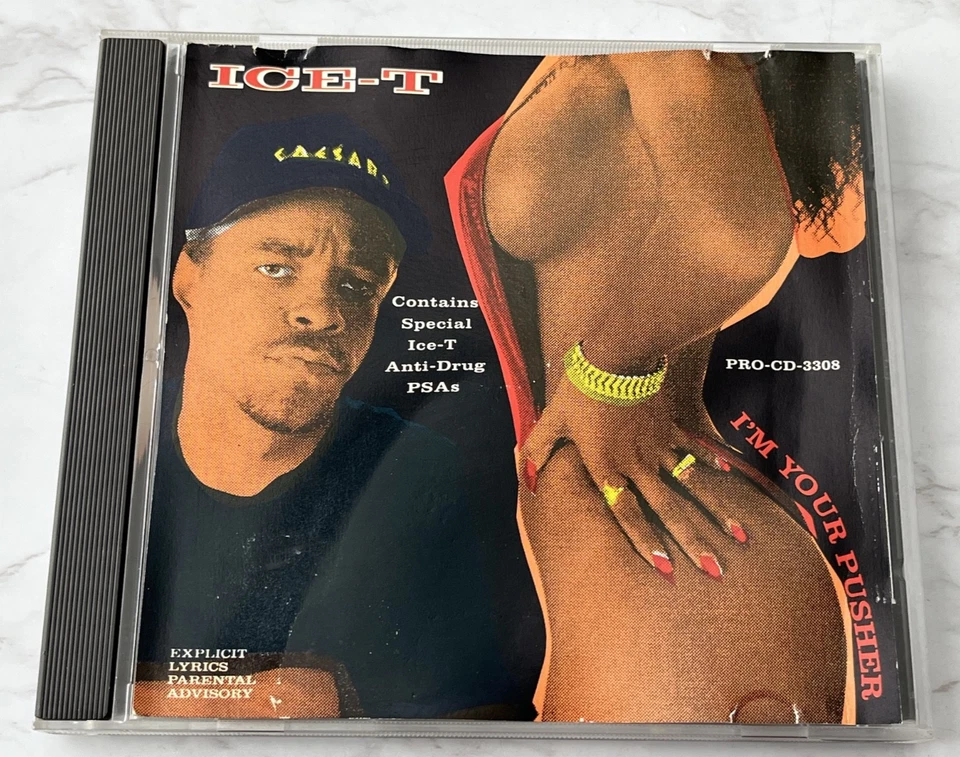 ICE-T
CAESARS
Contains
Special
Ice-T
Anti-Drug
PSAs
PRO-CD-3308
I'M YOUR PUSHER
EXPLICIT
LYRICS
PARENTAL
ADVISORY